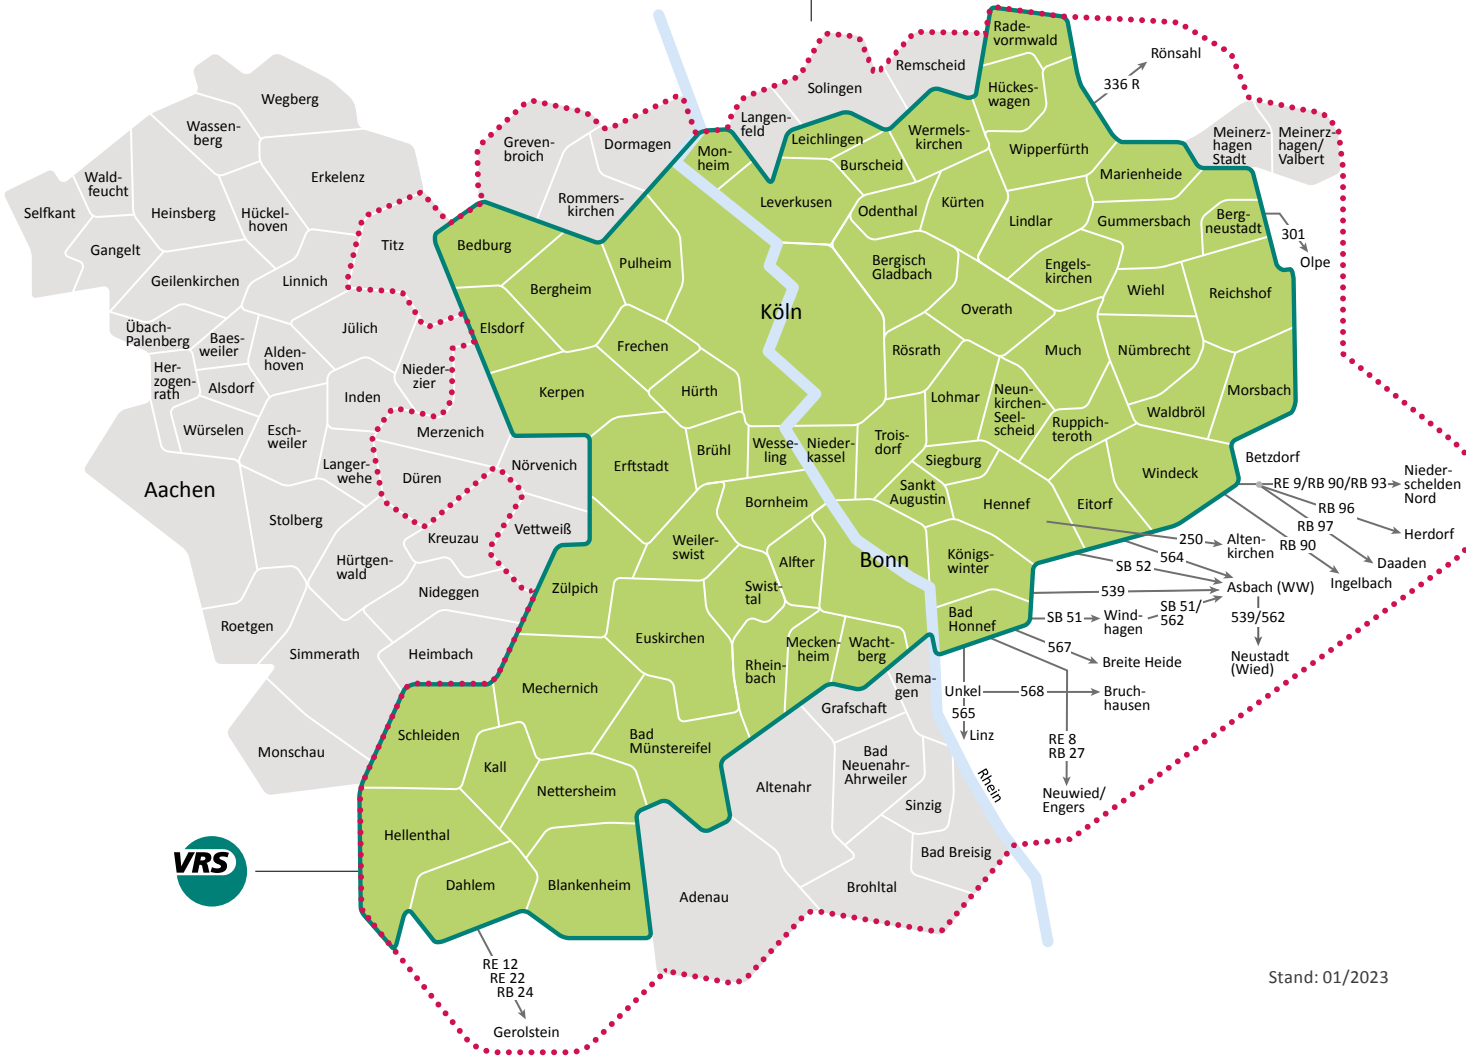 Rade-
vormwald
Rönsahl
336 R
Remscheid
Solingen
Hückes-
wagen
Wegberg
Langen-
feld
Wassen-
berg
Greven-
broich
Dormagen
Mon-
heim
Leichlingen
Wermels-
kirchen
Wipperfürth
Meinerz-
hagen
Stadt
Meinerz-
hagen/
Valbert
Burscheid
Marienheide
Wald-
feucht
Erkelenz
Rommers-
kirchen
Leverkusen
Odenthal
Kürten
Selfkant
Heinsberg
Hückel-
hoven
Lindlar
Gummersbach
Berg-
neustadt
301
Olpe
Gangelt
Titz
Bedburg
Pulheim
Bergisch
Gladbach
Engels-
kirchen
Geilenkirchen
Linnich
Bergheim
Wiehl
Reichshof
Köln
Overath
Übach-
Palenberg
Baes-
weiler
Jülich
Elsdorf
Frechen
Rösrath
Much
Nümbrecht
Alden-
hoven
Her-
zogen-
rath
Alsdorf
Nieder-
zier
Inden
Kerpen
Hürth
Lohmar
Neun-
kirchen-
Seel-
scheid
Morsbach
Waldbröl
Würselen
Esch-
weiler
Merzenich
Ruppich-
teroth
Brühl
Wesse-
ling
Nieder-
kassel
Trois-
dorf
Siegburg
Windeck
Betzdorf
Langer-
wehe
Düren
Nörvenich
Erftstadt
Aachen
Sankt
Augustin
Hennef
Eitorf
RE 9/RB 90/RB 93
Nieder-
schelden
Nord
RB 96
Herdorf
RB 97
Daaden
RB 90
Ingelbach
Stolberg
Bornheim
Vettweiß
Kreuzau
Weiler-
swist
Alfter
Bonn
Königs-
winter
250
Alten-
kirchen
564
SB 52
Asbach (WW)
539
Hürtgen-
wald
Nideggen
Zülpich
Swist-
tal
Bad
Honnef
SB 51
Wind-
hagen
SB 51/
562
539/562
Neustadt
(Wied)
Roetgen
Simmerath
Heimbach
Euskirchen
Rhein-
bach
Mecken-
heim
Wacht-
berg
567
Breite Heide
Mechernich
Rema-
gen
Unkel
568
Bruch-
hausen
565
Linz
Grafschaft
Monschau
Schleiden
Kall
Bad
Münstereifel
RE 8
RB 27
Neuwied/
Engers
Bad
Neuenahr-
Ahrweiler
Altenahr
Nettersheim
Rhein
Sinzig
Hellenthal
Bad Breisig
VRS
Dahlem
Blankenheim
Adenau
Brohltal
RE 12
RE 22
RB 24
Gerolstein
Stand: 01/2023